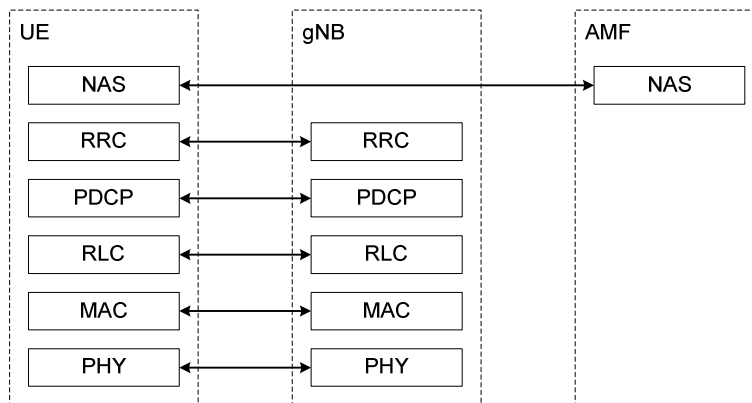 UE gNB AMF
NAS NAS
RRC RRC
PDCP PDCP
RLC RLC
MAC MAC
PHY PHY